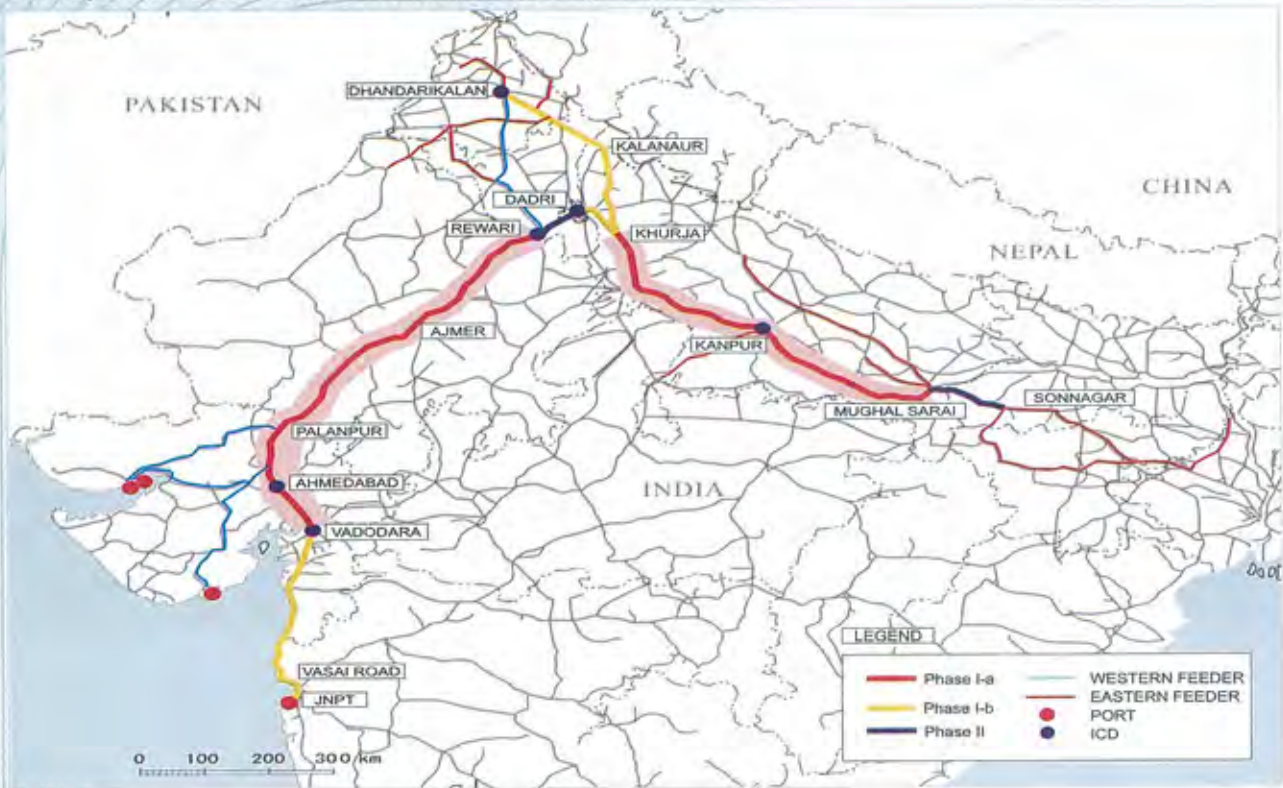 PAKISTAN
DHANDARIKALAN
KALANAUR
CHINA
DADRI
REWARI
KHURJA
NEPAL
AJMER
KANPUR
MUGHAL SARAI
SONNAGAR
PALANPUR
AHMEDABAD
INDIA
VADODARA
LEGEND
VASAI ROAD
JNPT
Phase I-a
WESTERN FEEDER
EASTERN FEEDER
Phase I-b
PORT
Phase II
ICD
0 100 200 300 km